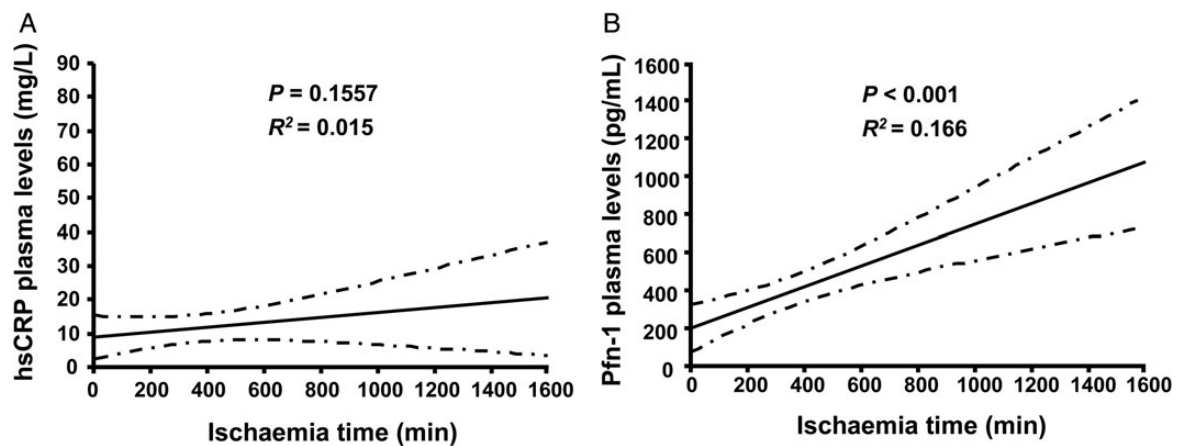 A
hsCRP plasma levels (mg/L)
90
80
70
60
50
40
30
20
10
0
P = 0.1557
R² = 0.015
0 200 400 600 800 1000 1200 1400 1600
Ischaemia time (min)
B
Pfn-1 plasma levels (pg/mL)
1600
1400
1200
1000
800
600
400
200
0
P < 0.001
R² = 0.166
0 200 400 600 800 1000 1200 1400 1600
Ischaemia time (min)